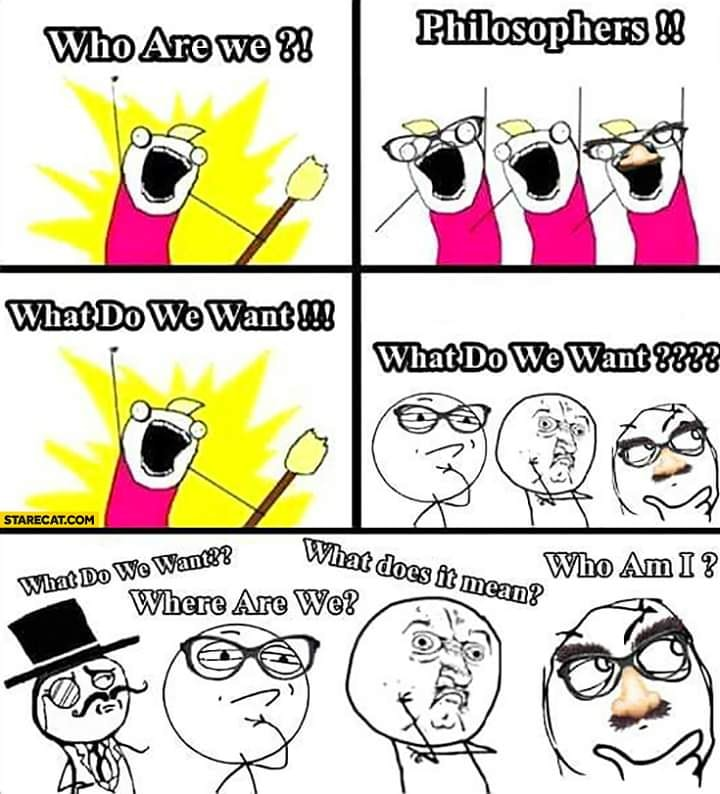 Who Are we ?!
Philosophers !!
What Do We Want !!!
What Do We Want ????
STARECAT.COM
What Do We Want??
Where Are We?
What does it mean?
Who Am I ?